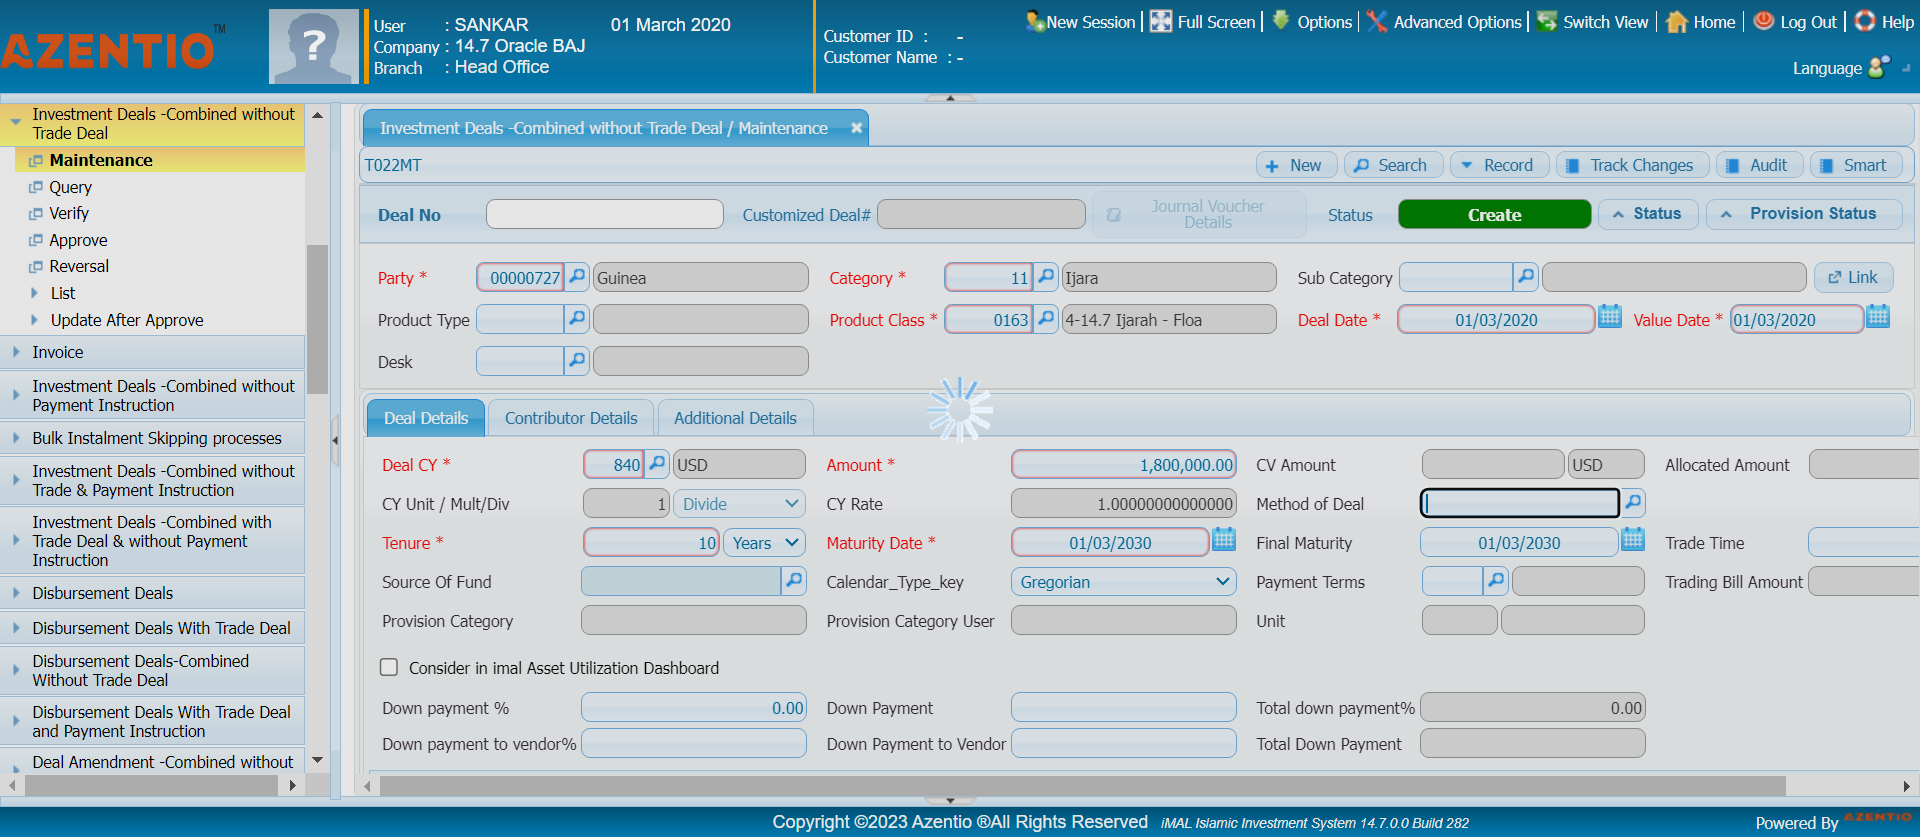 AZENTIO TM
User : SANKAR 01 March 2020
Company : 14.7 Oracle BAJ
Branch : Head Office
Customer ID : -
Customer Name : -
New Session Full Screen Options Advanced Options Switch View Home Log Out Help
Language
Investment Deals -Combined without
Trade Deal
Maintenance
Query
Verify
Approve
Reversal
List
Update After Approve
Invoice
Investment Deals -Combined without
Payment Instruction
Bulk Instalment Skipping processes
Investment Deals -Combined without
Trade & Payment Instruction
Investment Deals -Combined with
Trade Deal & without Payment
Instruction
Disbursement Deals
Disbursement Deals With Trade Deal
Disbursement Deals-Combined
Without Trade Deal
Disbursement Deals With Trade Deal
and Payment Instruction
Deal Amendment -Combined without
Investment Deals -Combined without Trade Deal / Maintenance
T022MT New Search Record Track Changes Audit Smart
Deal No Customized Deal# Journal Voucher
Details Status Create Status Provision Status
Party * 00000727 Guinea Category * 11 Ijara Sub Category Link
Product Type Product Class * 0163 4-14.7 Ijarah - Floa Deal Date * 01/03/2020 Value Date * 01/03/2020
Desk
Deal Details Contributor Details Additional Details
Deal CY * 840 USD Amount * 1,800,000.00 CV Amount USD Allocated Amount
CY Unit / Mult/Div 1 Divide CY Rate 1.00000000000000 Method of Deal
Tenure * 10 Years Maturity Date * 01/03/2030 Final Maturity 01/03/2030 Trade Time
Source Of Fund Calendar_Type_key Gregorian Payment Terms Trading Bill Amount
Provision Category Provision Category User Unit
Consider in imal Asset Utilization Dashboard
Down payment % 0.00 Down Payment Total down payment% 0.00
Down payment to vendor% Down Payment to Vendor Total Down Payment
Copyright ©2023 Azentio ®All Rights Reserved iMAL Islamic Investment System 14.7.0.0 Build 282
Powered By AZENTIO